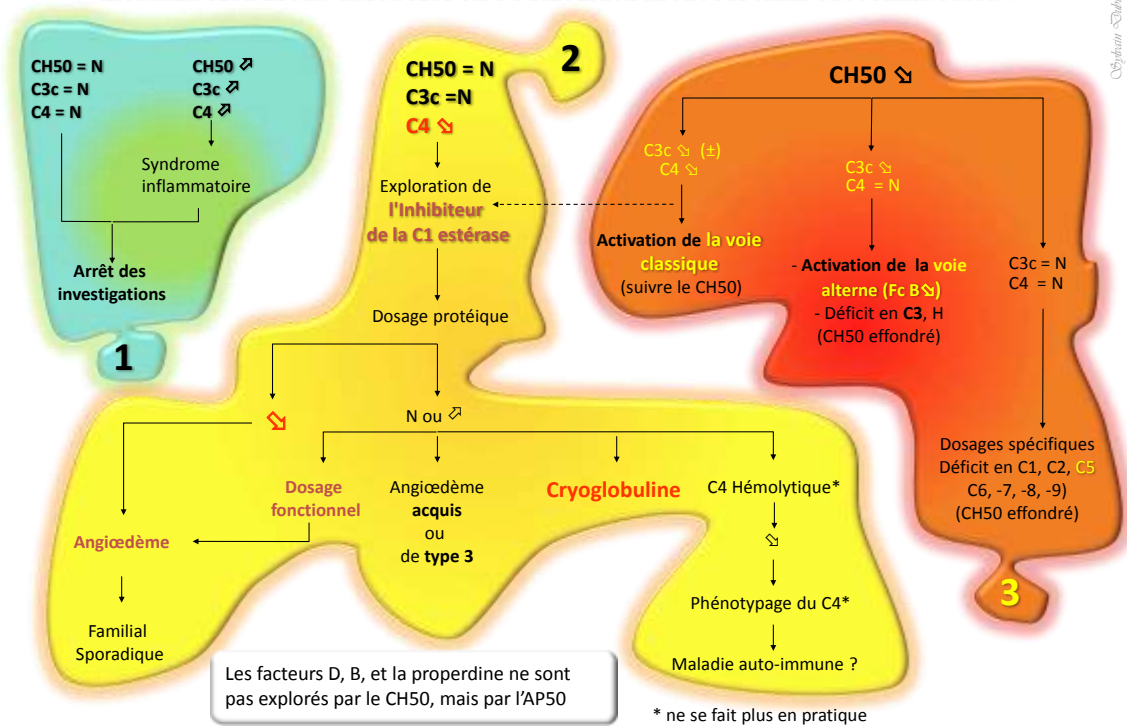 CH50 = N
C3c = N
C4 = N
CH50 ⬀
C3c ⬀
C4 ⬀
Syndrome
inflammatoire
Arrêt des
investigations
1
2
CH50 = N
C3c =N
C4 ⬂
Exploration de
l'Inhibiteur
de la C1 estérase
Dosage protéique
⬂
N ou ⬀
Angiœdème
Familial
Sporadique
Dosage
fonctionnel
Angiœdème
acquis
ou
de type 3
Cryoglobuline
C4 Hémolytique*
⬂
Phénotypage du C4*
Maladie auto-immune ?
CH50 ⬂
C3c ⬂ (±)
C4 ⬂
Activation de la voie
classique
(suivre le CH50)
C3c ⬂
C4 = N
- Activation de la voie
alterne (Fc B⬂)
- Déficit en C3, H
(CH50 effondré)
C3c = N
C4 = N
Dosages spécifiques
Déficit en C1, C2, C5
C6, -7, -8, -9)
(CH50 effondré)
3
Les facteurs D, B, et la properdine ne sont
pas explorés par le CH50, mais par l'AP50
* ne se fait plus en pratique
Sylvain